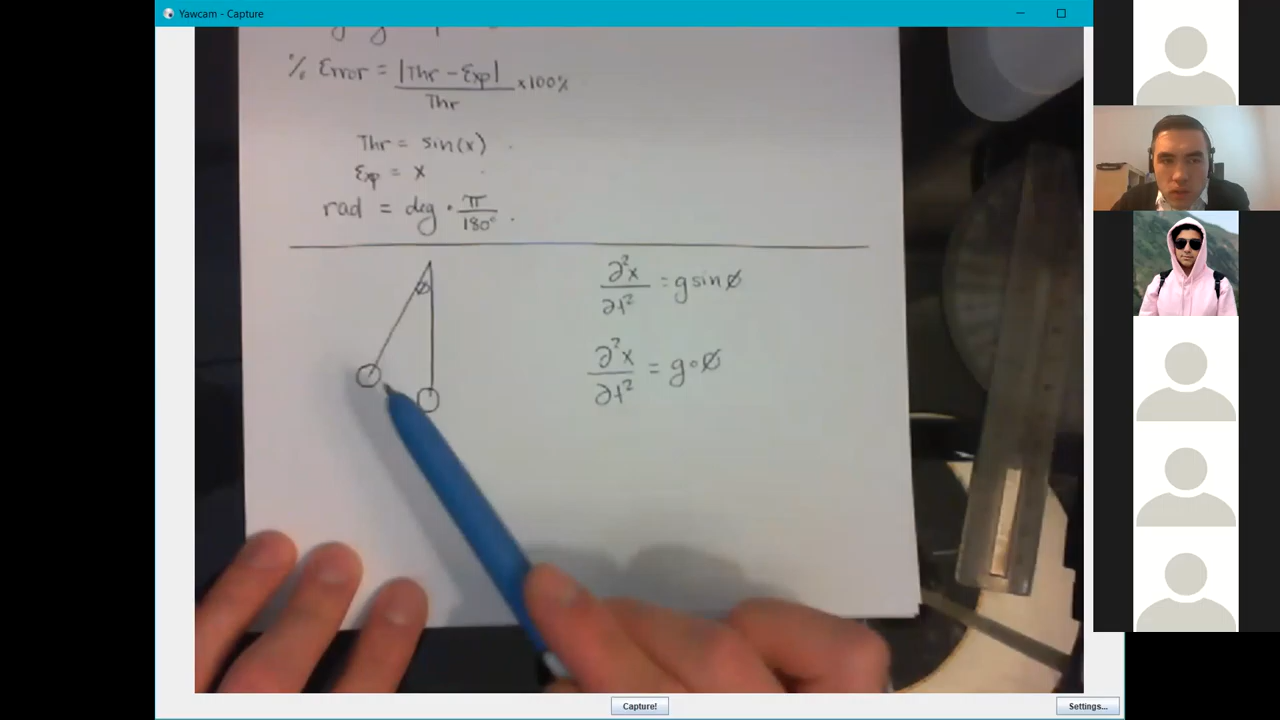 Yawcam - Capture
% Error = |Thr - Exp| / Thr x100%
Thr = sin(x)
Exp = x
rad = deg · π/180°
∅
∂²x/∂t² = g sin∅
∂²x/∂t² = g·∅
Capture!
Settings...